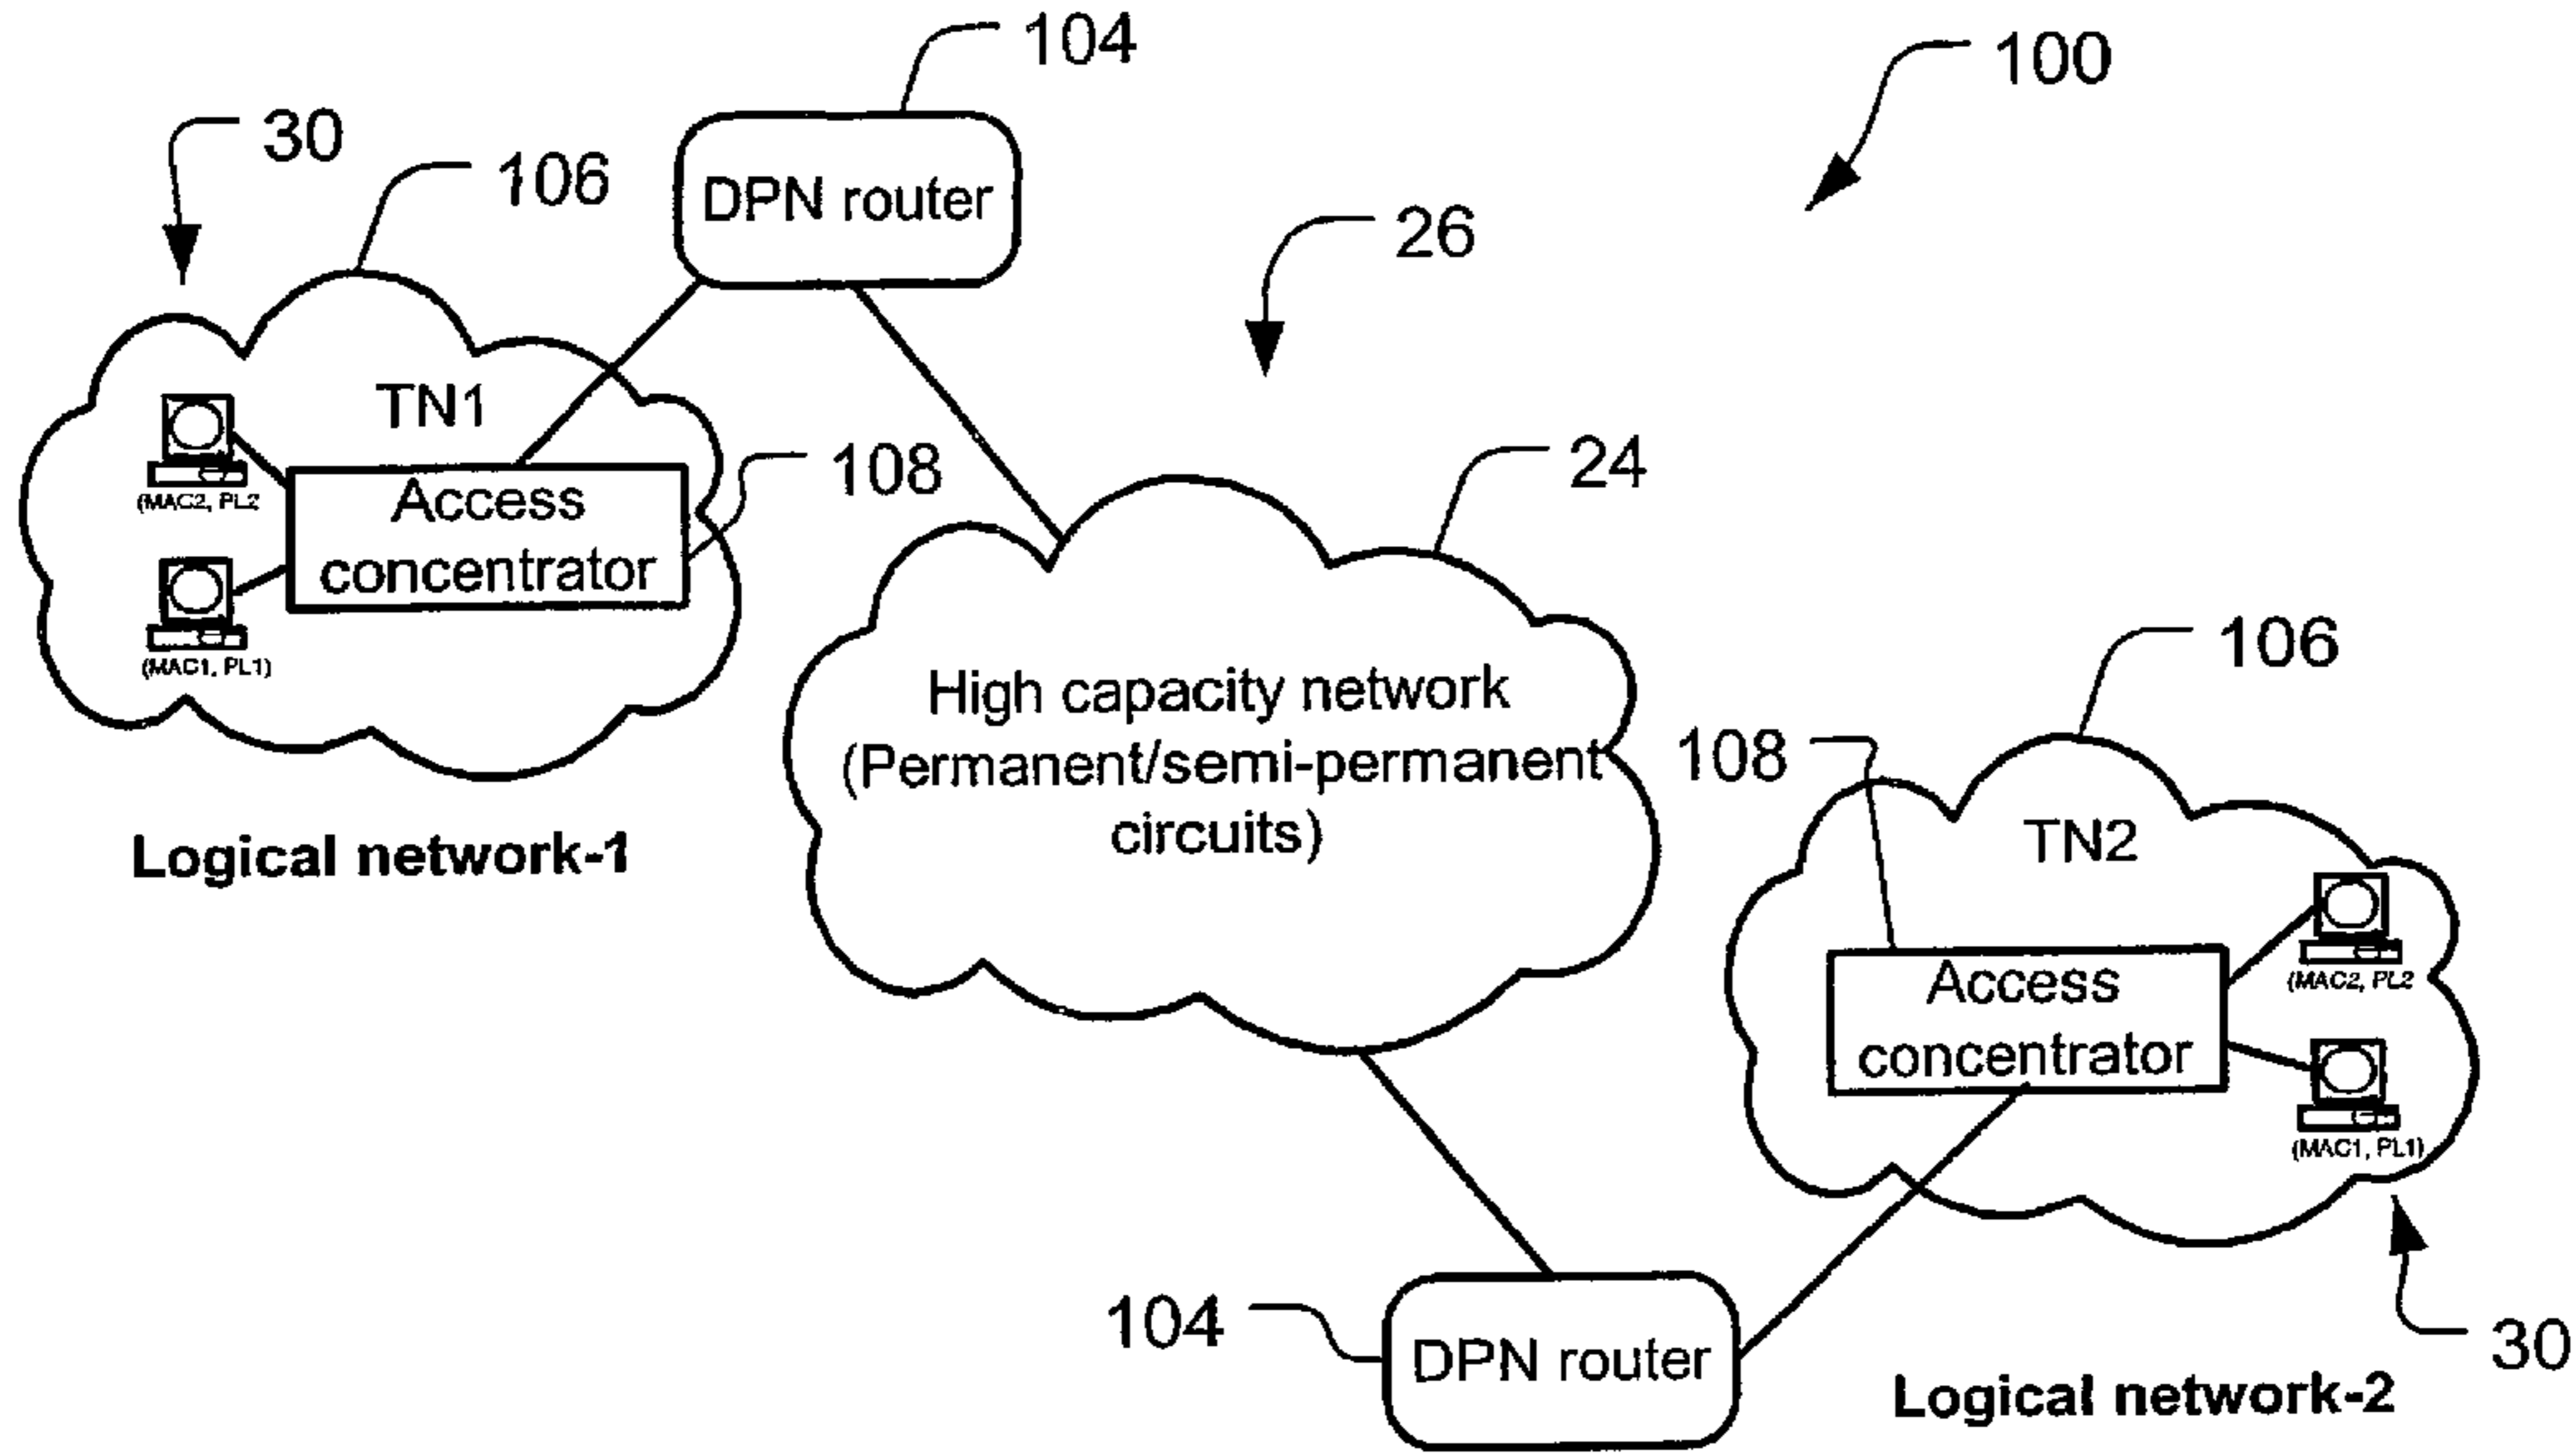 104
100
30
106
DPN router
26
TN1
24
108
(MAC2, PL2
Access
concentrator
(MAC1, PL1)
High capacity network
(Permanent/semi-permanent
circuits)
106
108
Logical network-1
TN2
Access
concentrator
(MAC2, PL2
(MAC1, PL1)
104
DPN router
30
Logical network-2